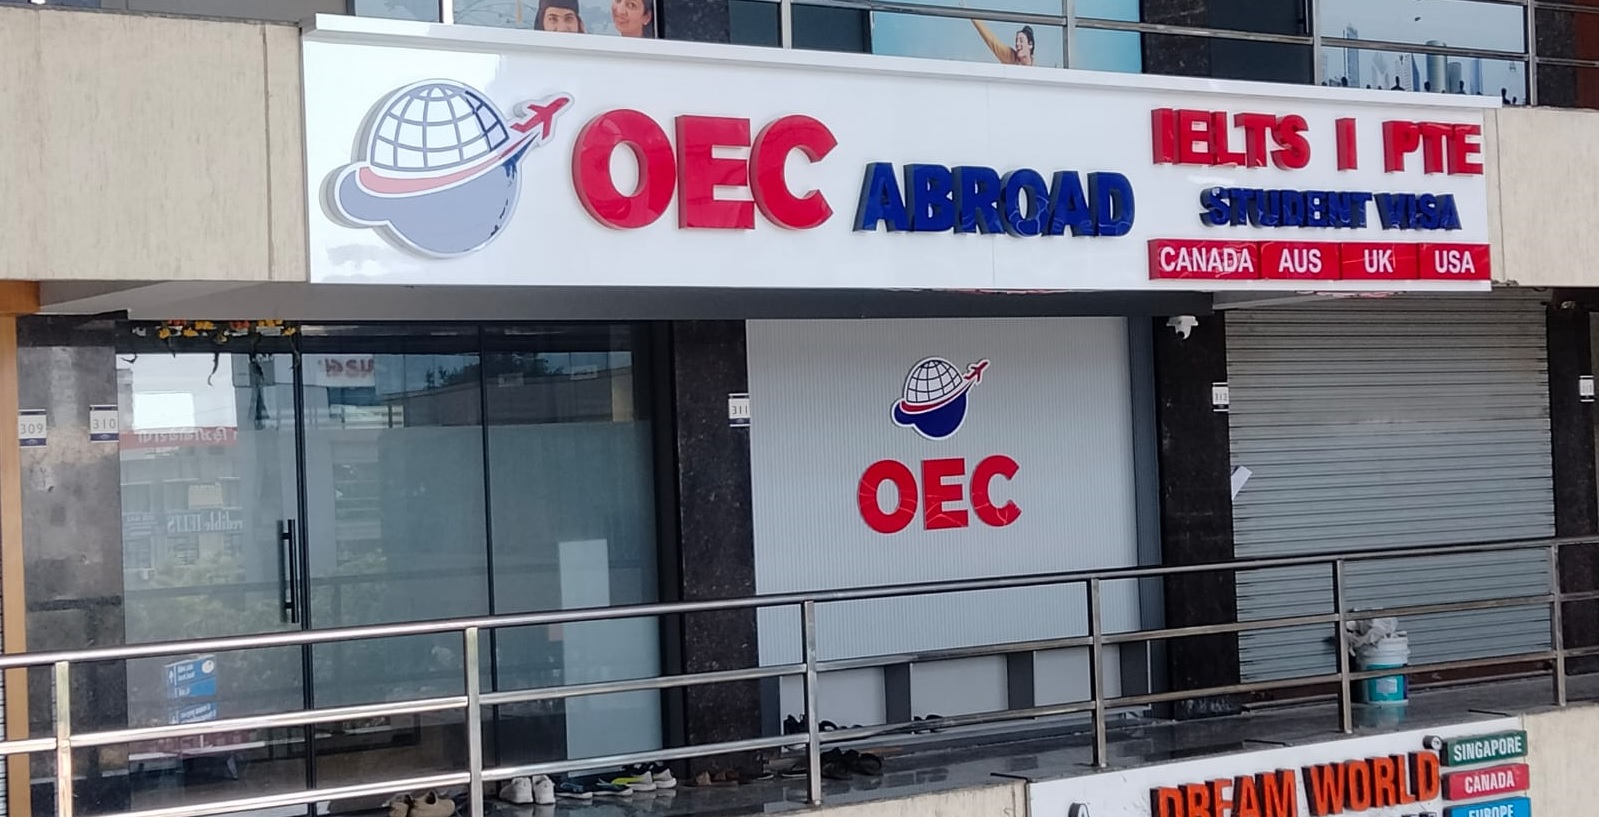 OEC ABROAD
IELTS | PTE
STUDENT VISA
CANADA AUS UK USA
309
310
311
312
OEC
DREAM WORLD
SINGAPORE
CANADA
EUROPE